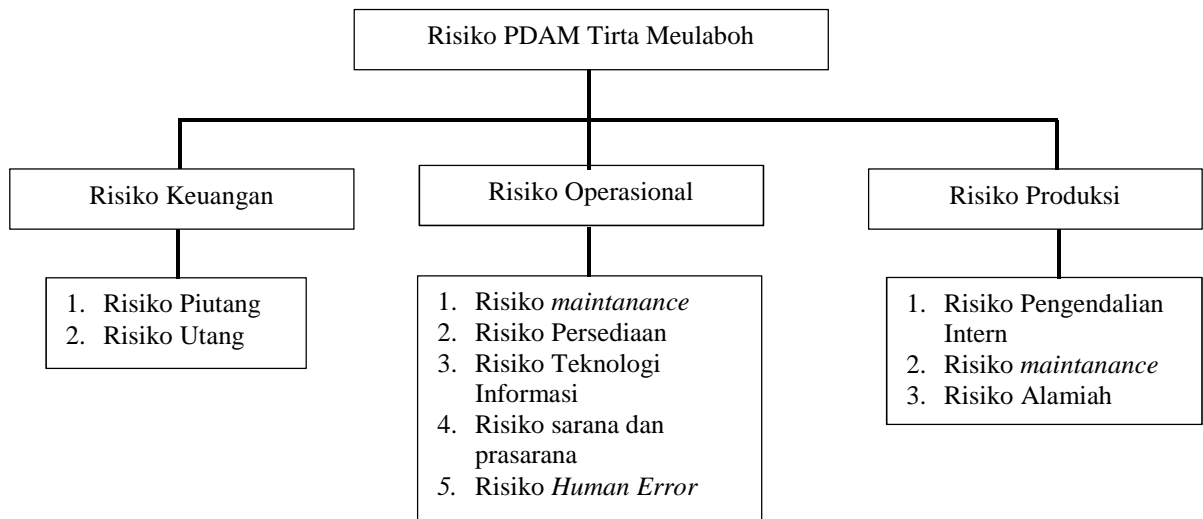 Risiko PDAM Tirta Meulaboh
Risiko Keuangan
Risiko Operasional
Risiko Produksi
1. Risiko Piutang
2. Risiko Utang
1. Risiko maintanance
2. Risiko Persediaan
3. Risiko Teknologi
Informasi
4. Risiko sarana dan
prasarana
5. Risiko Human Error
1. Risiko Pengendalian
Intern
2. Risiko maintanance
3. Risiko Alamiah